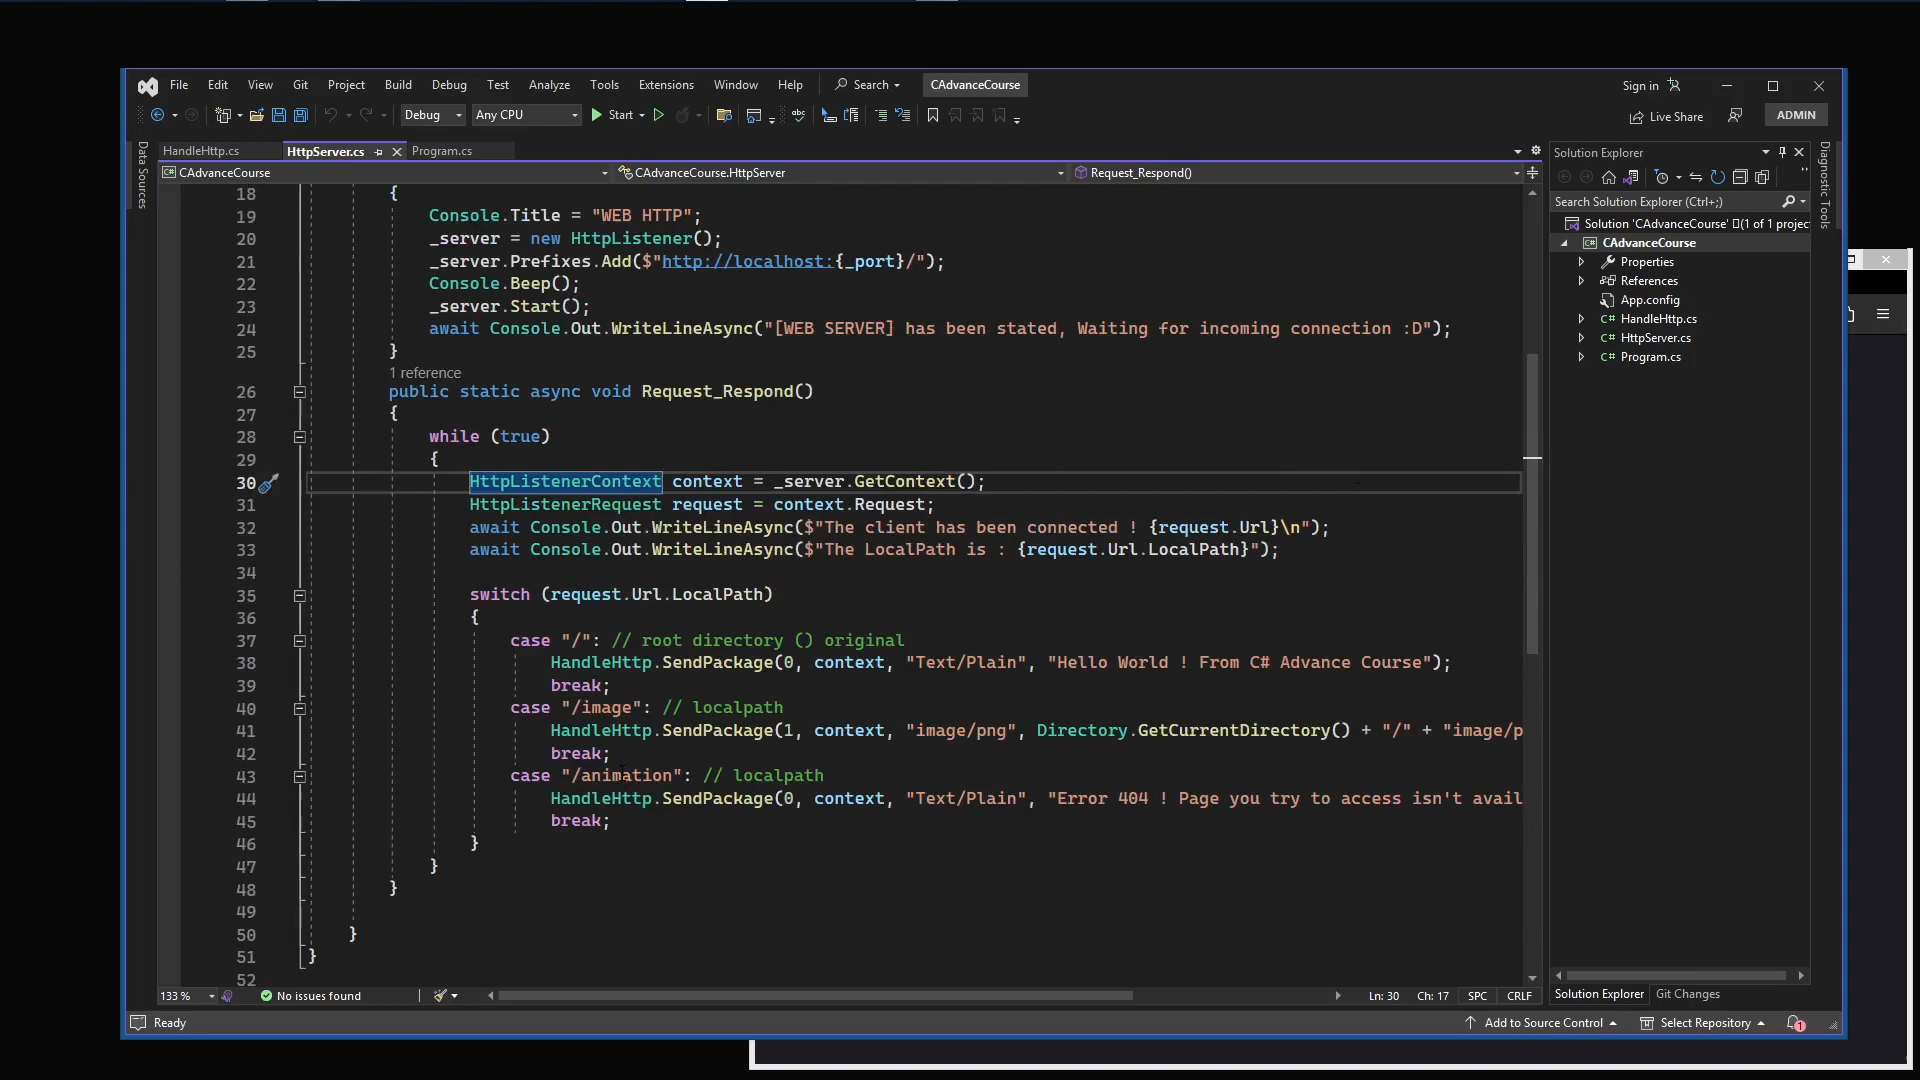 File Edit View Git Project Build Debug Test Analyze Tools Extensions Window Help Search CAdvanceCourse Sign in
Debug Any CPU Start Live Share ADMIN
HandleHttp.cs HttpServer.cs Program.cs
CAdvanceCourse CAdvanceCourse.HttpServer Request_Respond()
Data Sources
18 {
19 Console.Title = "WEB HTTP";
20 _server = new HttpListener();
21 _server.Prefixes.Add($"http://localhost:{_port}/");
22 Console.Beep();
23 _server.Start();
24 await Console.Out.WriteLineAsync("[WEB SERVER] has been stated, Waiting for incoming connection :D");
25 }
1 reference
26 public static async void Request_Respond()
27 {
28 while (true)
29 {
30 HttpListenerContext context = _server.GetContext();
31 HttpListenerRequest request = context.Request;
32 await Console.Out.WriteLineAsync($"The client has been connected ! {request.Url}\n");
33 await Console.Out.WriteLineAsync($"The LocalPath is : {request.Url.LocalPath}");
34
35 switch (request.Url.LocalPath)
36 {
37 case "/": // root directory () original
38 HandleHttp.SendPackage(0, context, "Text/Plain", "Hello World ! From C# Advance Course");
39 break;
40 case "/image": // localpath
41 HandleHttp.SendPackage(1, context, "image/png", Directory.GetCurrentDirectory() + "/" + "image/p
42 break;
43 case "/animation": // localpath
44 HandleHttp.SendPackage(0, context, "Text/Plain", "Error 404 ! Page you try to access isn't avail
45 break;
46 }
47 }
48 }
49
50 }
51 }
52
133 % No issues found Ln: 30 Ch: 17 SPC CRLF
Solution Explorer
Search Solution Explorer (Ctrl+;)
Solution 'CAdvanceCourse' (1 of 1 projec
CAdvanceCourse
Properties
References
App.config
C# HandleHttp.cs
C# HttpServer.cs
C# Program.cs
Solution Explorer Git Changes
Diagnostic Tools
Ready Add to Source Control Select Repository 1